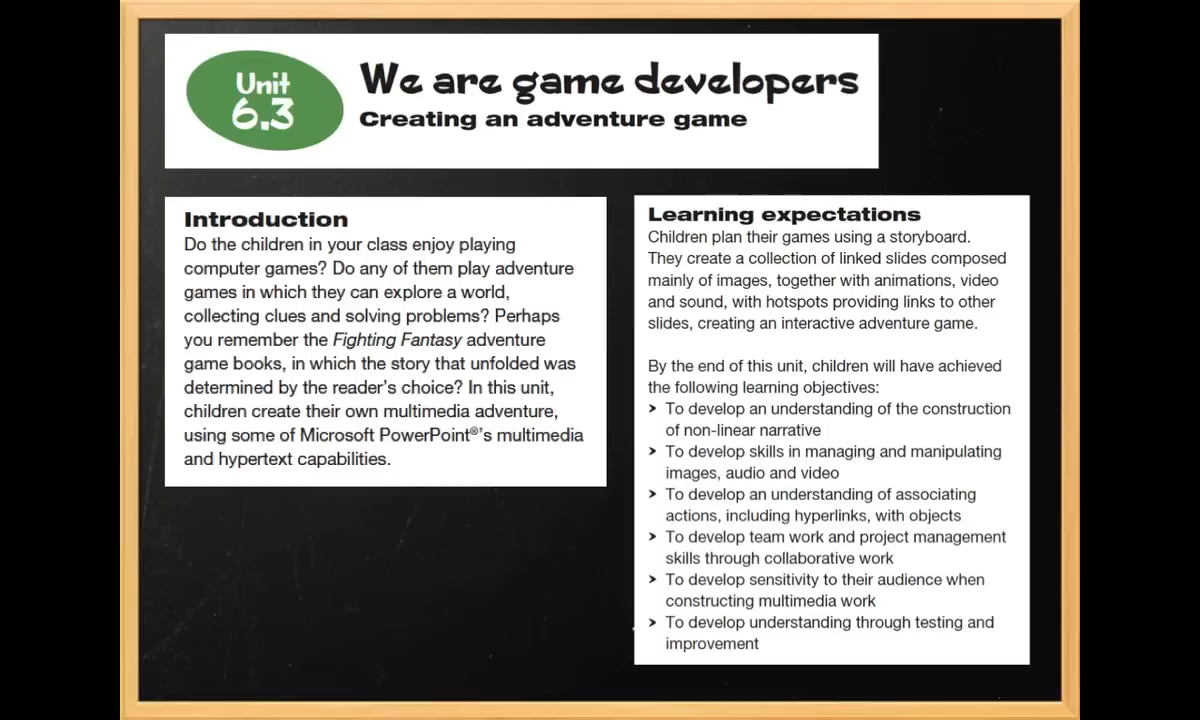 Unit
6.3
We are game developers
Creating an adventure game
Introduction
Do the children in your class enjoy playing
computer games? Do any of them play adventure
games in which they can explore a world,
collecting clues and solving problems? Perhaps
you remember the Fighting Fantasy adventure
game books, in which the story that unfolded was
determined by the reader's choice? In this unit,
children create their own multimedia adventure,
using some of Microsoft PowerPoint®'s multimedia
and hypertext capabilities.
Learning expectations
Children plan their games using a storyboard.
They create a collection of linked slides composed
mainly of images, together with animations, video
and sound, with hotspots providing links to other
slides, creating an interactive adventure game.
By the end of this unit, children will have achieved
the following learning objectives:
> To develop an understanding of the construction
of non-linear narrative
> To develop skills in managing and manipulating
images, audio and video
> To develop an understanding of associating
actions, including hyperlinks, with objects
> To develop team work and project management
skills through collaborative work
> To develop sensitivity to their audience when
constructing multimedia work
> To develop understanding through testing and
improvement